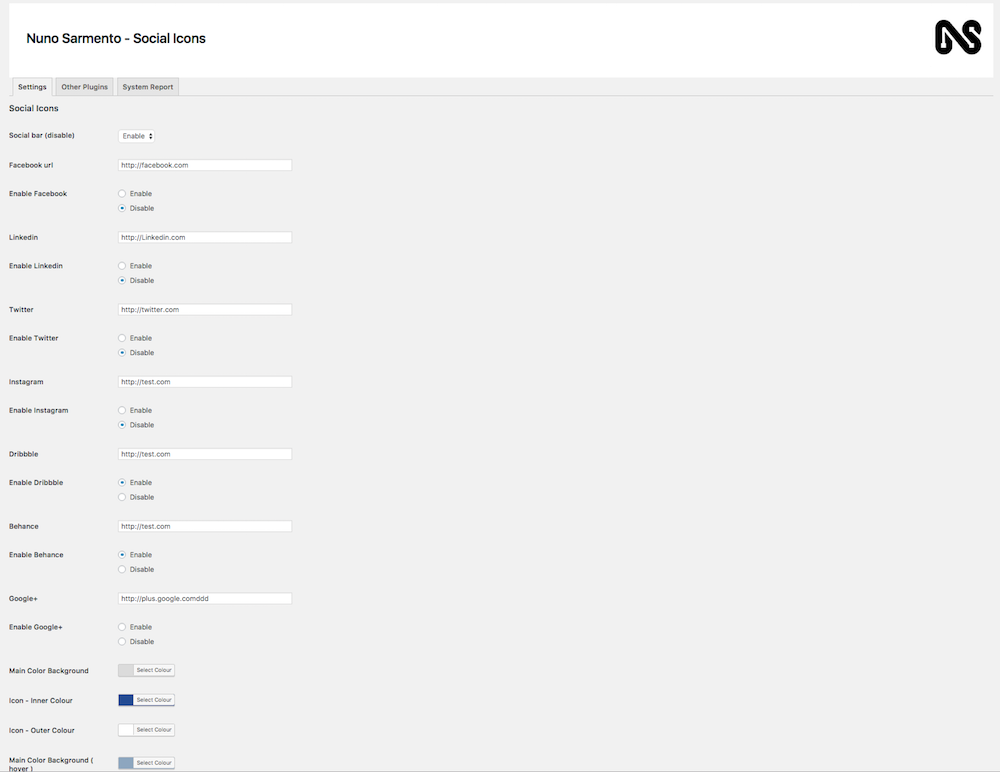 Nuno Sarmento - Social Icons
NS
Settings Other Plugins System Report
Social Icons
Social bar (disable) Enable
Facebook url http://facebook.com
Enable Facebook Enable
Disable
Linkedin http://Linkedin.com
Enable Linkedin Enable
Disable
Twitter http://twitter.com
Enable Twitter Enable
Disable
Instagram http://test.com
Enable Instagram Enable
Disable
Dribbble http://test.com
Enable Dribbble Enable
Disable
Behance http://test.com
Enable Behance Enable
Disable
Google+ http://plus.google.comddd
Enable Google+ Enable
Disable
Main Color Background Select Colour
Icon - Inner Colour Select Colour
Icon - Outer Colour Select Colour
Main Color Background ( Select Colour
hover )